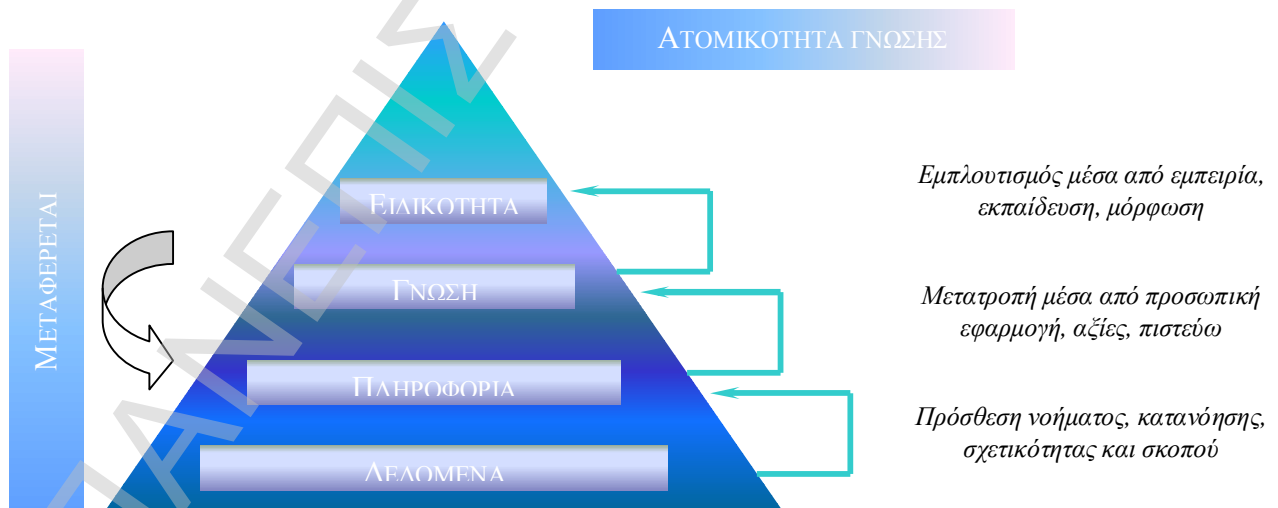 ΑΤΟΜΙΚΟΤΗΤΑ ΓΝΩΣΗΣ
ΜΕΤΑΦΕΡΕΤΑΙ
ΕΙΔΙΚΟΤΗΤΑ
ΓΝΩΣΗ
ΠΛΗΡΟΦΟΡΙΑ
ΔΕΔΟΜΕΝΑ
Εμπλουτισμός μέσα από εμπειρία,
εκπαίδευση, μόρφωση
Μετατροπή μέσα από προσωπική
εφαρμογή, αξίες, πιστεύω
Πρόσθεση νοήματος, κατανόησης,
σχετικότητας και σκοπού